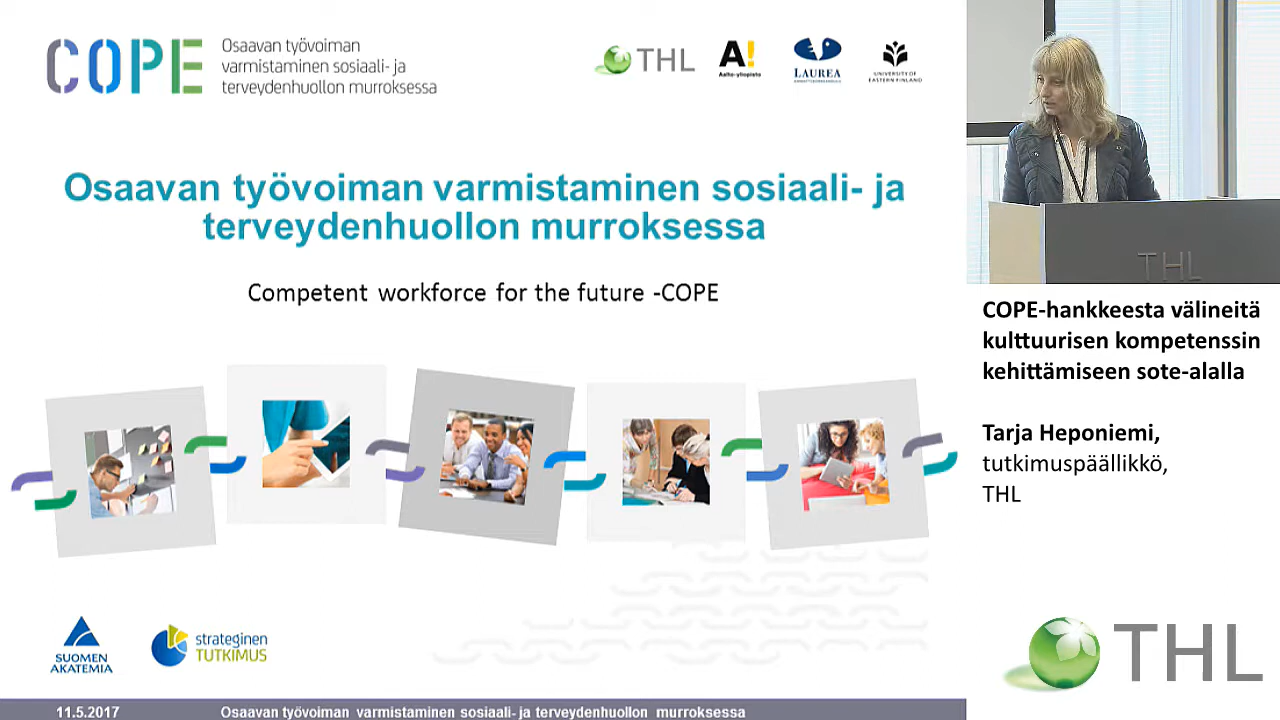 COPE
Osaavan työvoiman
varmistaminen sosiaali- ja
terveydenhuollon murroksessa
THL
A!
Aalto-yliopisto
LAUREA
UNIVERSITY OF
EASTERN FINLAND
Osaavan työvoiman varmistaminen sosiaali- ja
terveydenhuollon murroksessa
Competent workforce for the future -COPE
SUOMEN
AKATEMIA
strateginen
TUTKIMUS
11.5.2017
Osaavan työvoiman varmistaminen sosiaali- ja terveydenhuollon murroksessa
THL
COPE-hankkeesta välineitä
kulttuurisen kompetenssin
kehittämiseen sote-alalla
Tarja Heponiemi,
tutkimuspäällikkö,
THL
THL